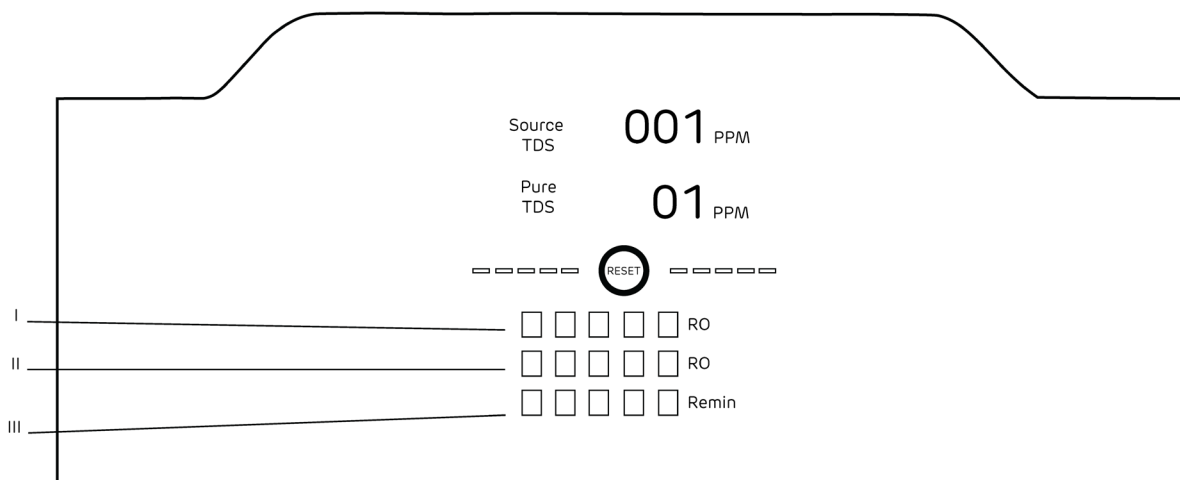 Source
TDS
001 PPM
Pure
TDS
01 PPM
RESET
I
RO
II
RO
III
Remin